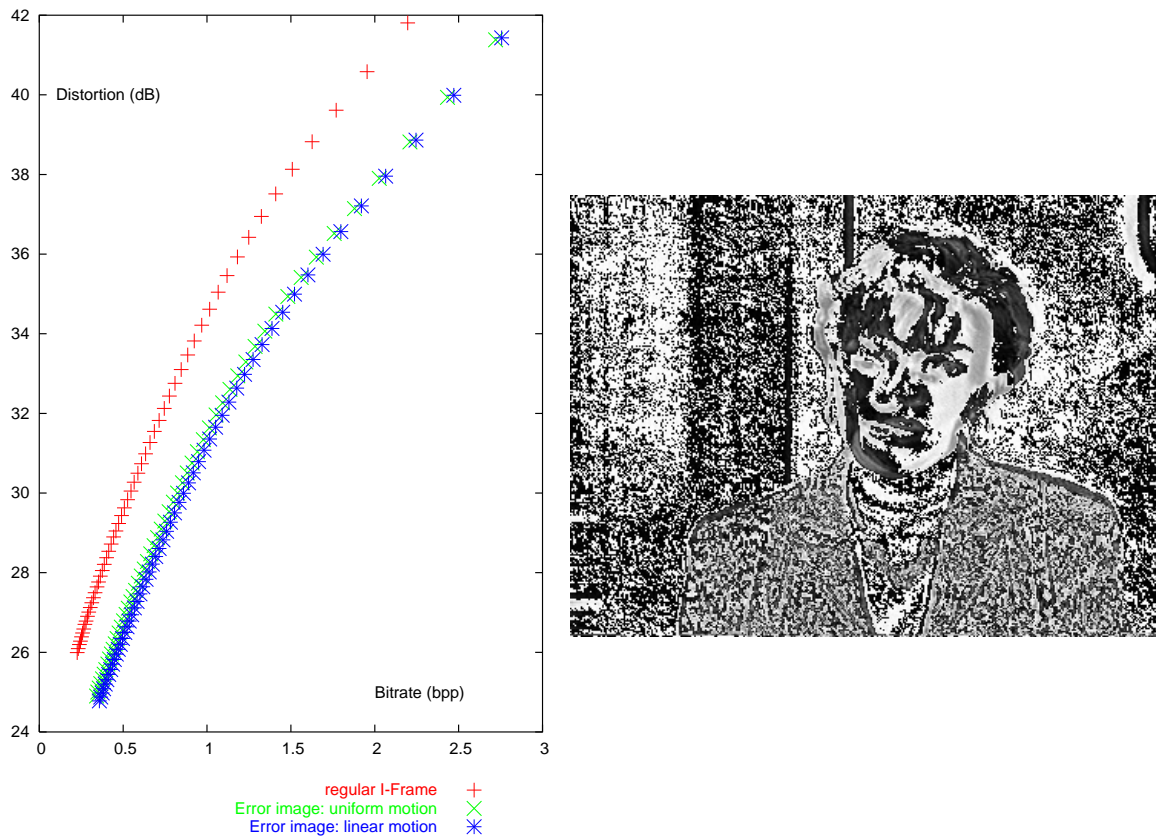 42
40
38
36
34
32
30
28
26
24
Distortion (dB)
Bitrate (bpp)
0 0.5 1 1.5 2 2.5 3
regular I-Frame
Error image: uniform motion
Error image: linear motion